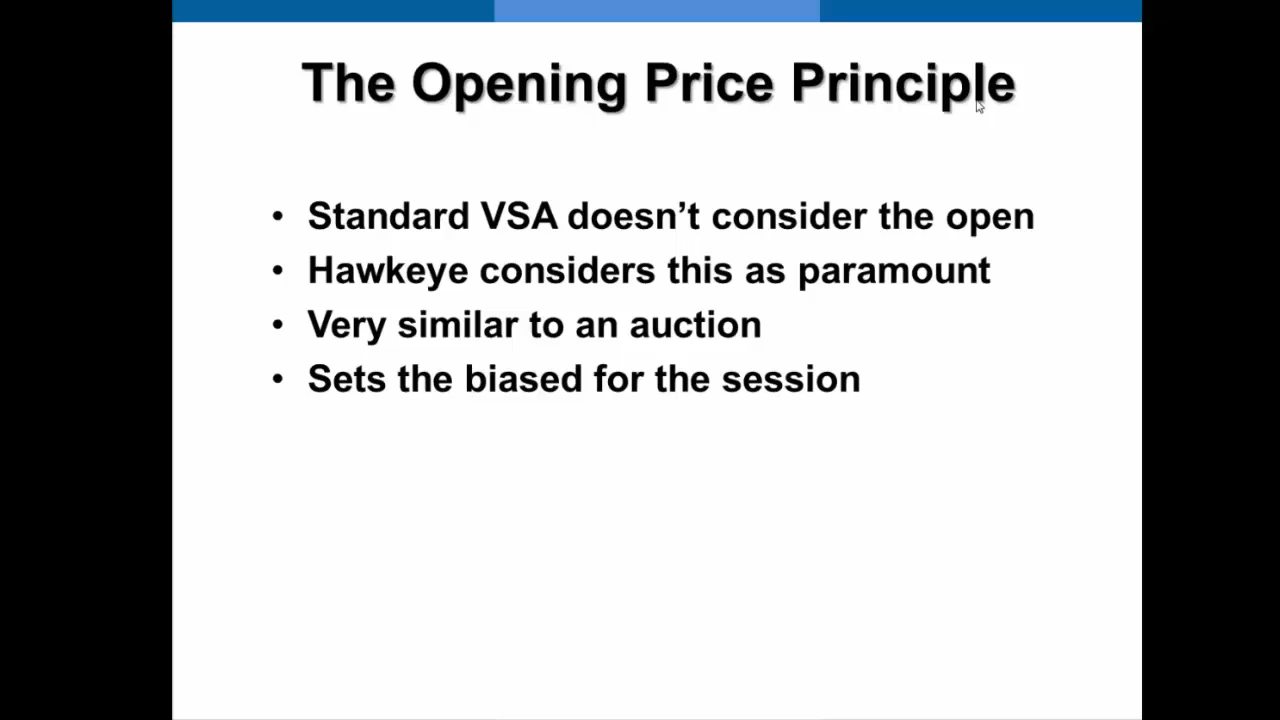 The Opening Price Principle
• Standard VSA doesn’t consider the open
• Hawkeye considers this as paramount
• Very similar to an auction
• Sets the biased for the session